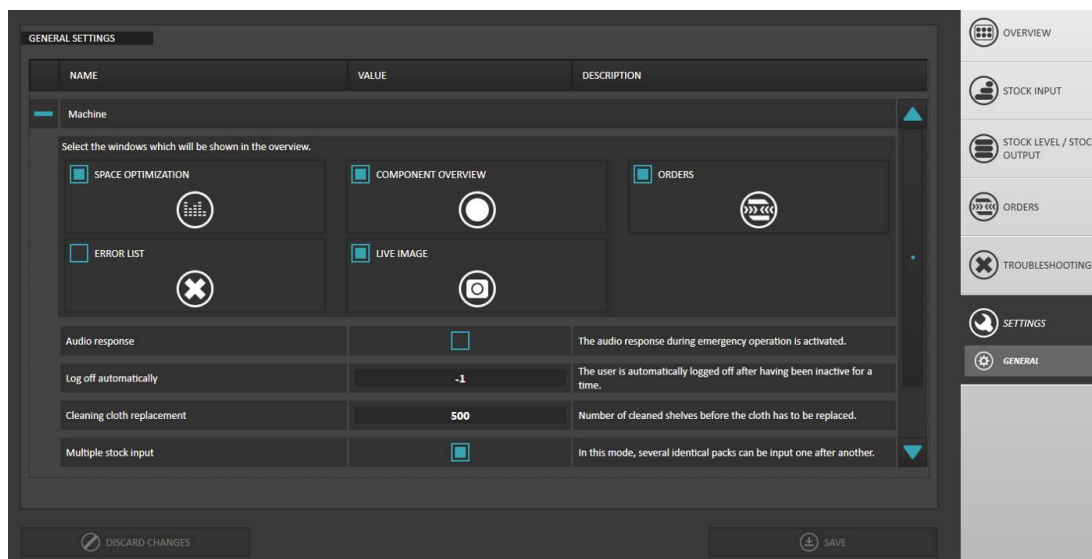 GENERAL SETTINGS
NAME VALUE DESCRIPTION
Machine
Select the windows which will be shown in the overview.
SPACE OPTIMIZATION COMPONENT OVERVIEW ORDERS
ERROR LIST LIVE IMAGE
Audio response The audio response during emergency operation is activated.
Log off automatically -1 The user is automatically logged off after having been inactive for a
time.
Cleaning cloth replacement 500 Number of cleaned shelves before the cloth has to be replaced.
Multiple stock input In this mode, several identical packs can be input one after another.
DISCARD CHANGES SAVE
OVERVIEW
STOCK INPUT
STOCK LEVEL / STOC
OUTPUT
ORDERS
TROUBLESHOOTING
SETTINGS
GENERAL